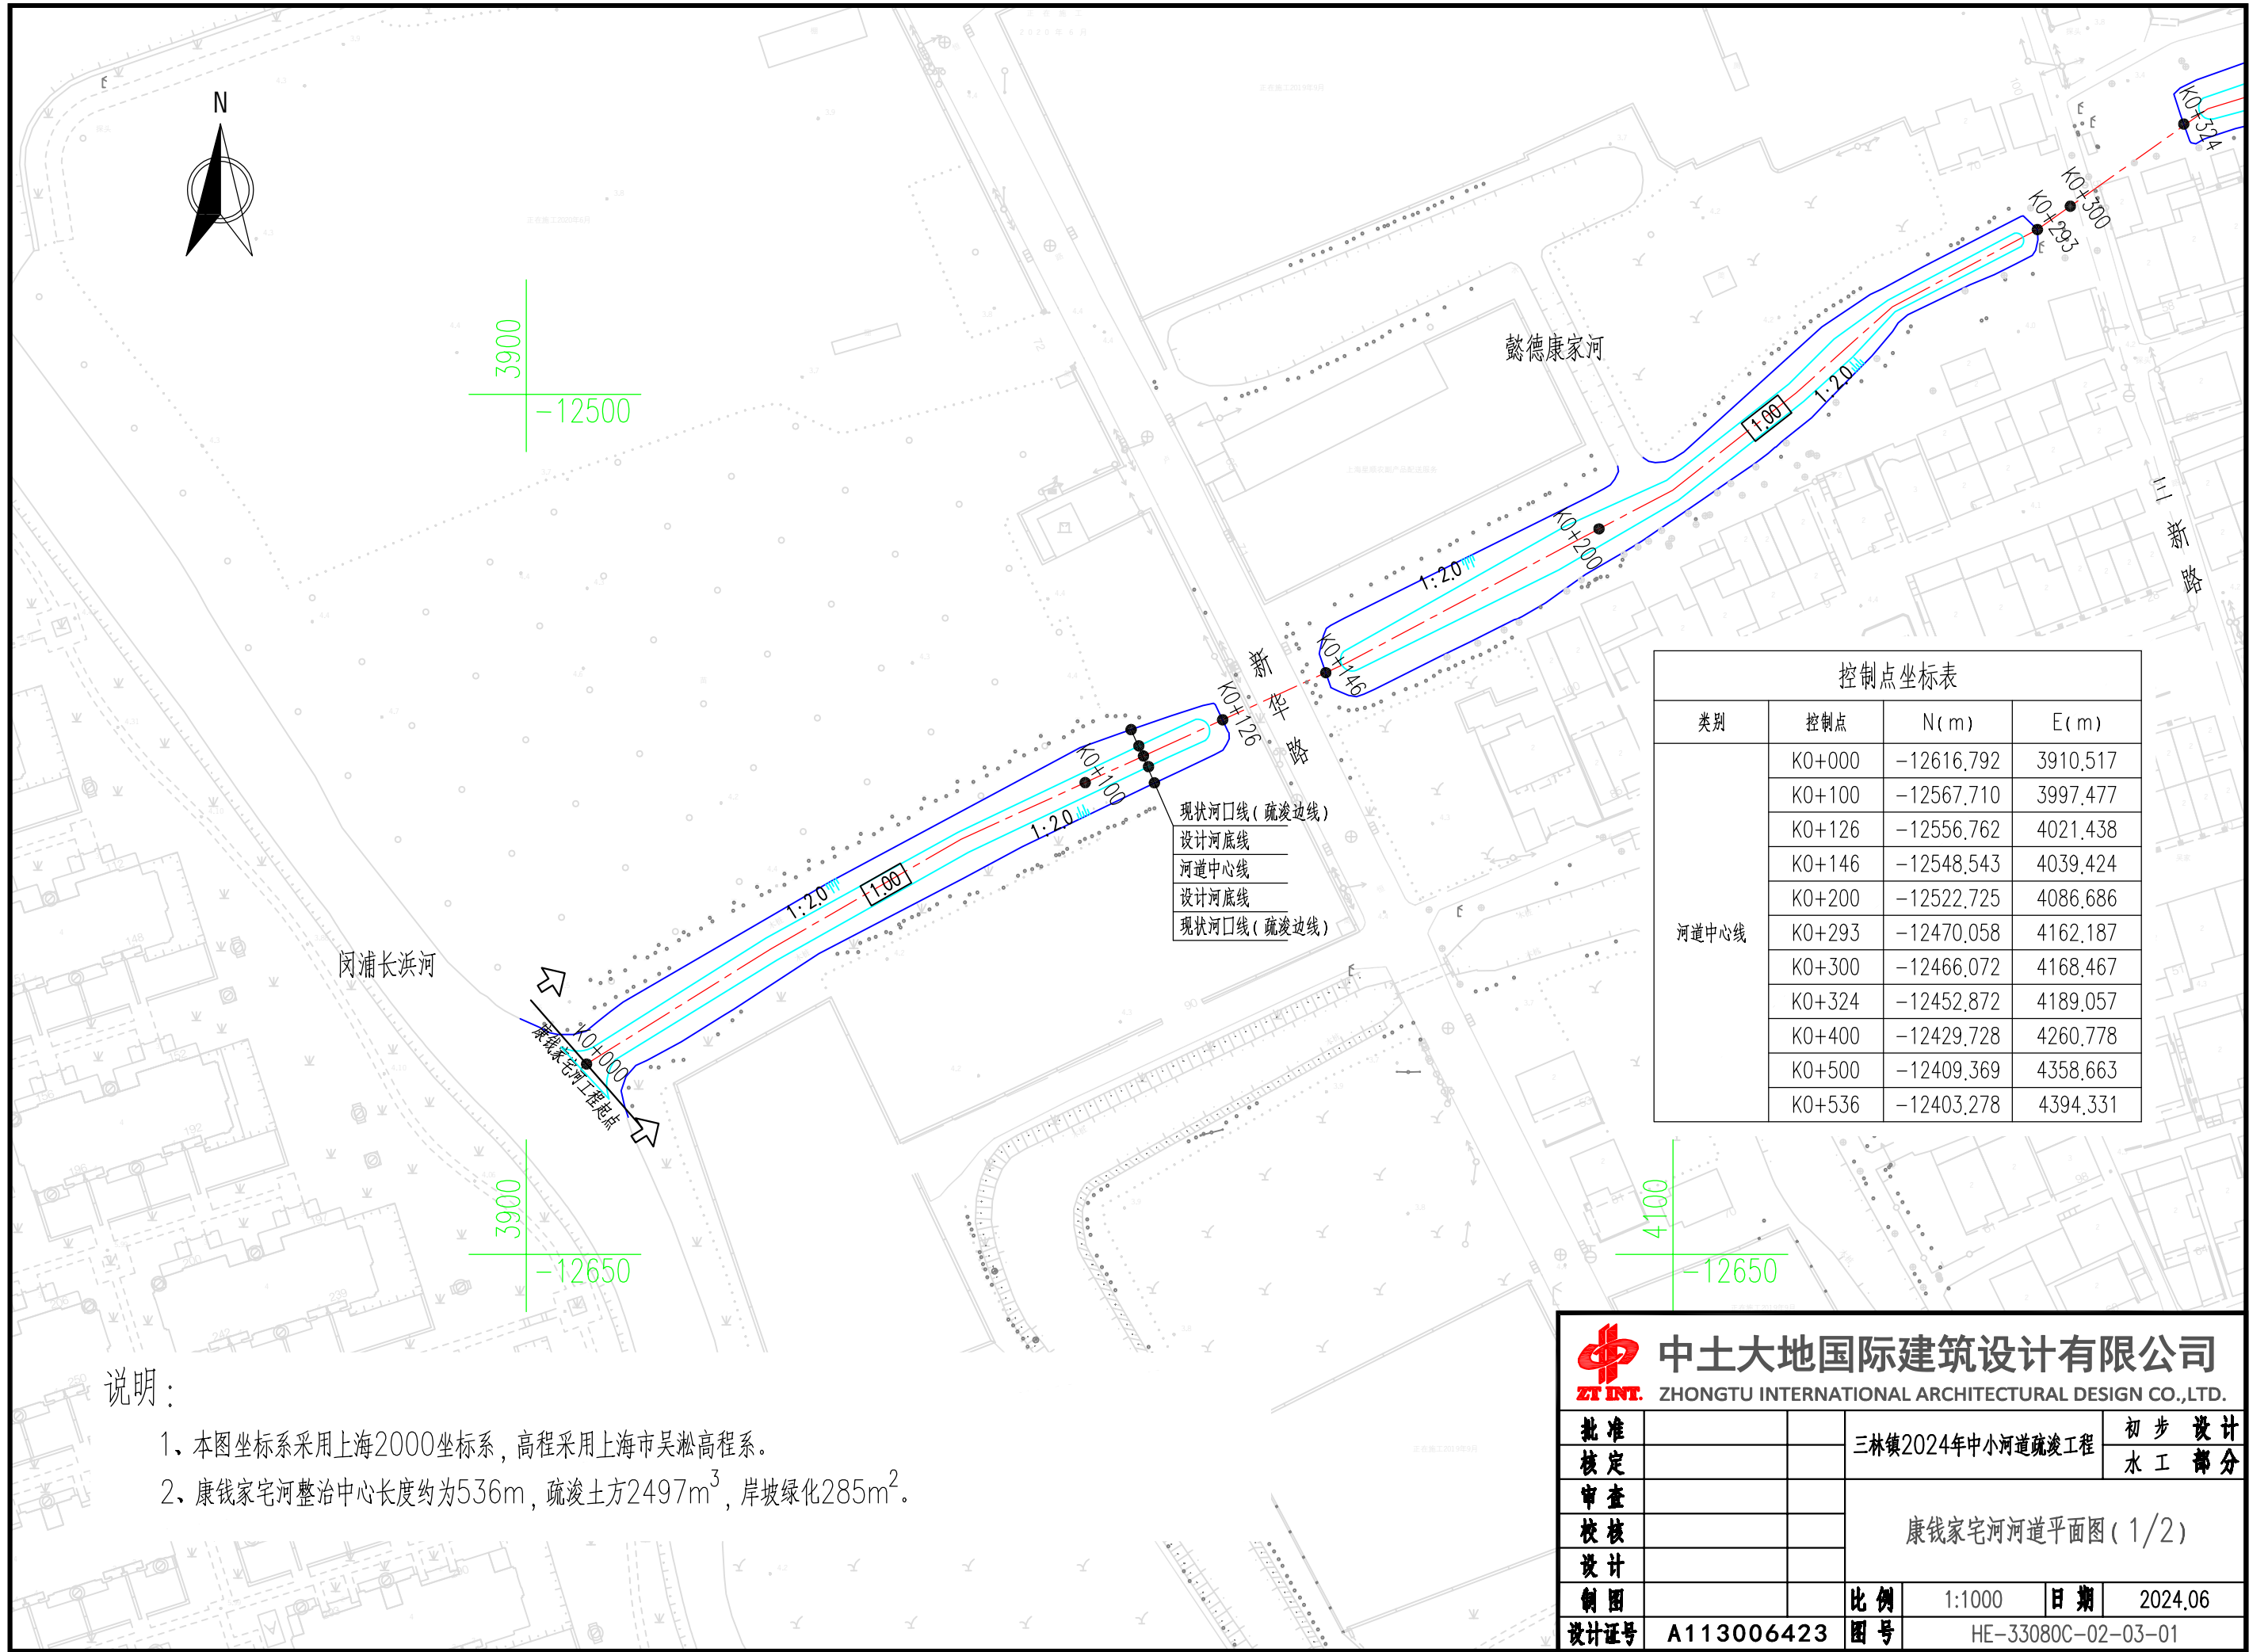 N
3900
-12500
懿德康家河
K0+324
K0+300
K0+293
1:2.0
1.00
K0+200
1:2.0
三新路
K0+146
新华路
K0+126
K0+100
1:2.0
1:2.0
1.00
现状河口线(疏浚边线)
设计河底线
河道中心线
设计河底线
现状河口线(疏浚边线)
闵浦长浜河
K0+000
康钱家宅河工程起点
控制点坐标表
类别 控制点 N(m) E(m)
河道中心线
K0+000 -12616.792 3910.517
K0+100 -12567.710 3997.477
K0+126 -12556.762 4021.438
K0+146 -12548.543 4039.424
K0+200 -12522.725 4086.686
K0+293 -12470.058 4162.187
K0+300 -12466.072 4168.467
K0+324 -12452.872 4189.057
K0+400 -12429.728 4260.778
K0+500 -12409.369 4358.663
K0+536 -12403.278 4394.331
3900
-12650
4100
-12650
说明:
1、本图坐标系采用上海2000坐标系,高程采用上海市吴淞高程系。
2、康钱家宅河整治中心长度约为536m,疏浚土方2497m³,岸坡绿化285m²。
ZT INT.
中土大地国际建筑设计有限公司
ZHONGTU INTERNATIONAL ARCHITECTURAL DESIGN CO.,LTD.
批准
核定
审查
校核
设计
制图
设计证号 A113006423
三林镇2024年中小河道疏浚工程
初步 设计
水工 部分
康钱家宅河河道平面图(1/2)
比例 1:1000 日期 2024.06
图号 HE-33080C-02-03-01